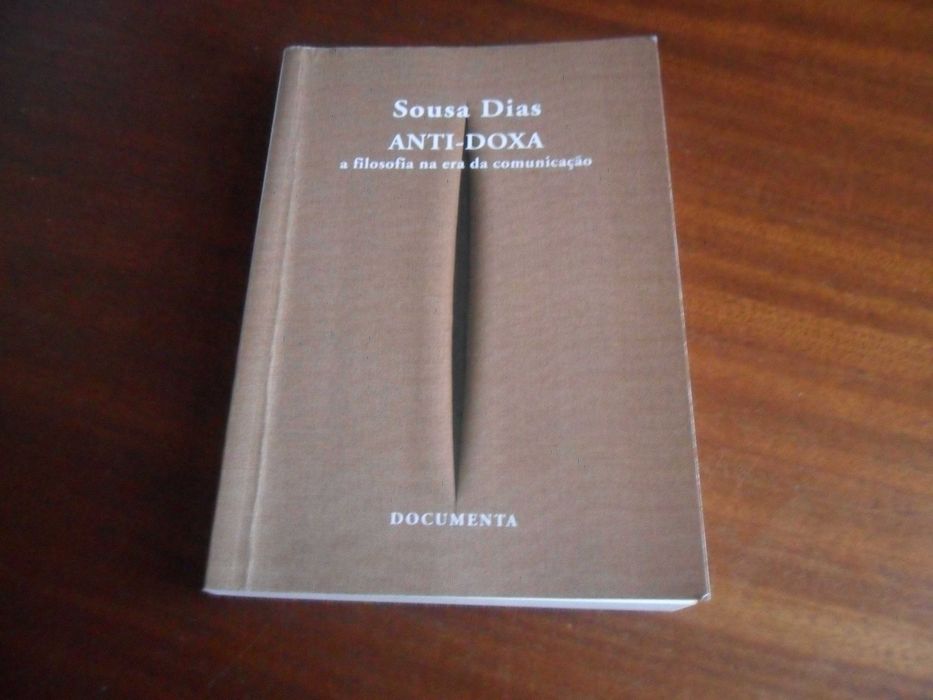 Sousa Dias
ANTI-DOXA
a filosofia na era da comunicação
DOCUMENTA